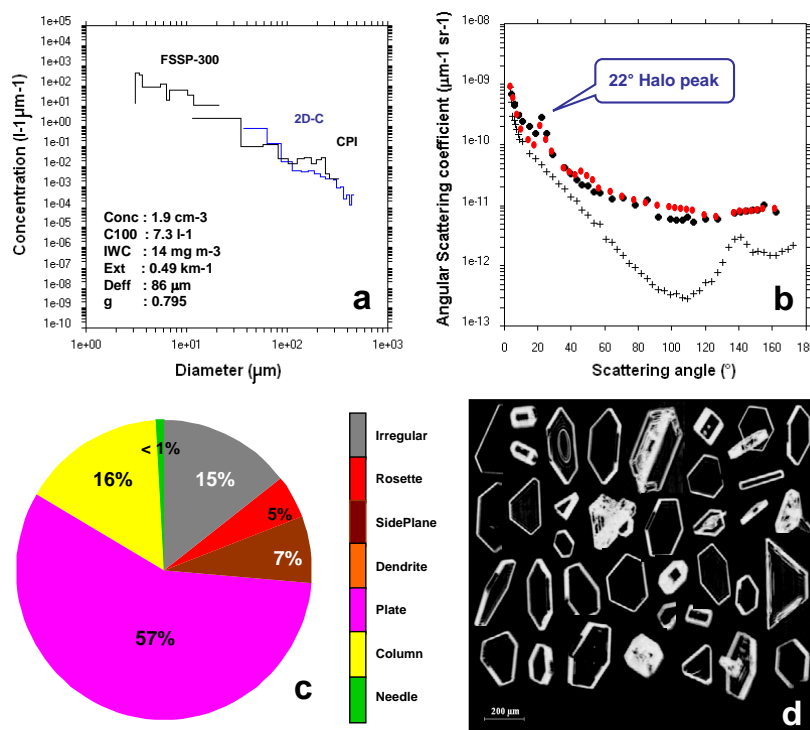 1e+05
1e+04
1e+03
1e+02
1e+01
1e+00
1e-01
1e-02
1e-03
1e-04
1e-05
1e-06
1e-07
1e-08
1e-09
1e-10
Concentration (l-1µm-1)
FSSP-300
2D-C
CPI
Conc : 1.9 cm-3
C100 : 7.3 l-1
IWC : 14 mg m-3
Ext : 0.49 km-1
Deff : 86 µm
g : 0.795
a
1e+00 1e+01 1e+02 1e+03
Diameter (µm)
1e-08
1e-09
1e-10
1e-11
1e-12
1e-13
Angular Scattering coefficient (µm-1 sr-1)
22° Halo peak
b
0 20 40 60 80 100 120 140 160 180
Scattering angle (°)
< 1%
16%
15%
5%
7%
57%
c
Irregular
Rosette
SidePlane
Dendrite
Plate
Column
Needle
200 µm
d